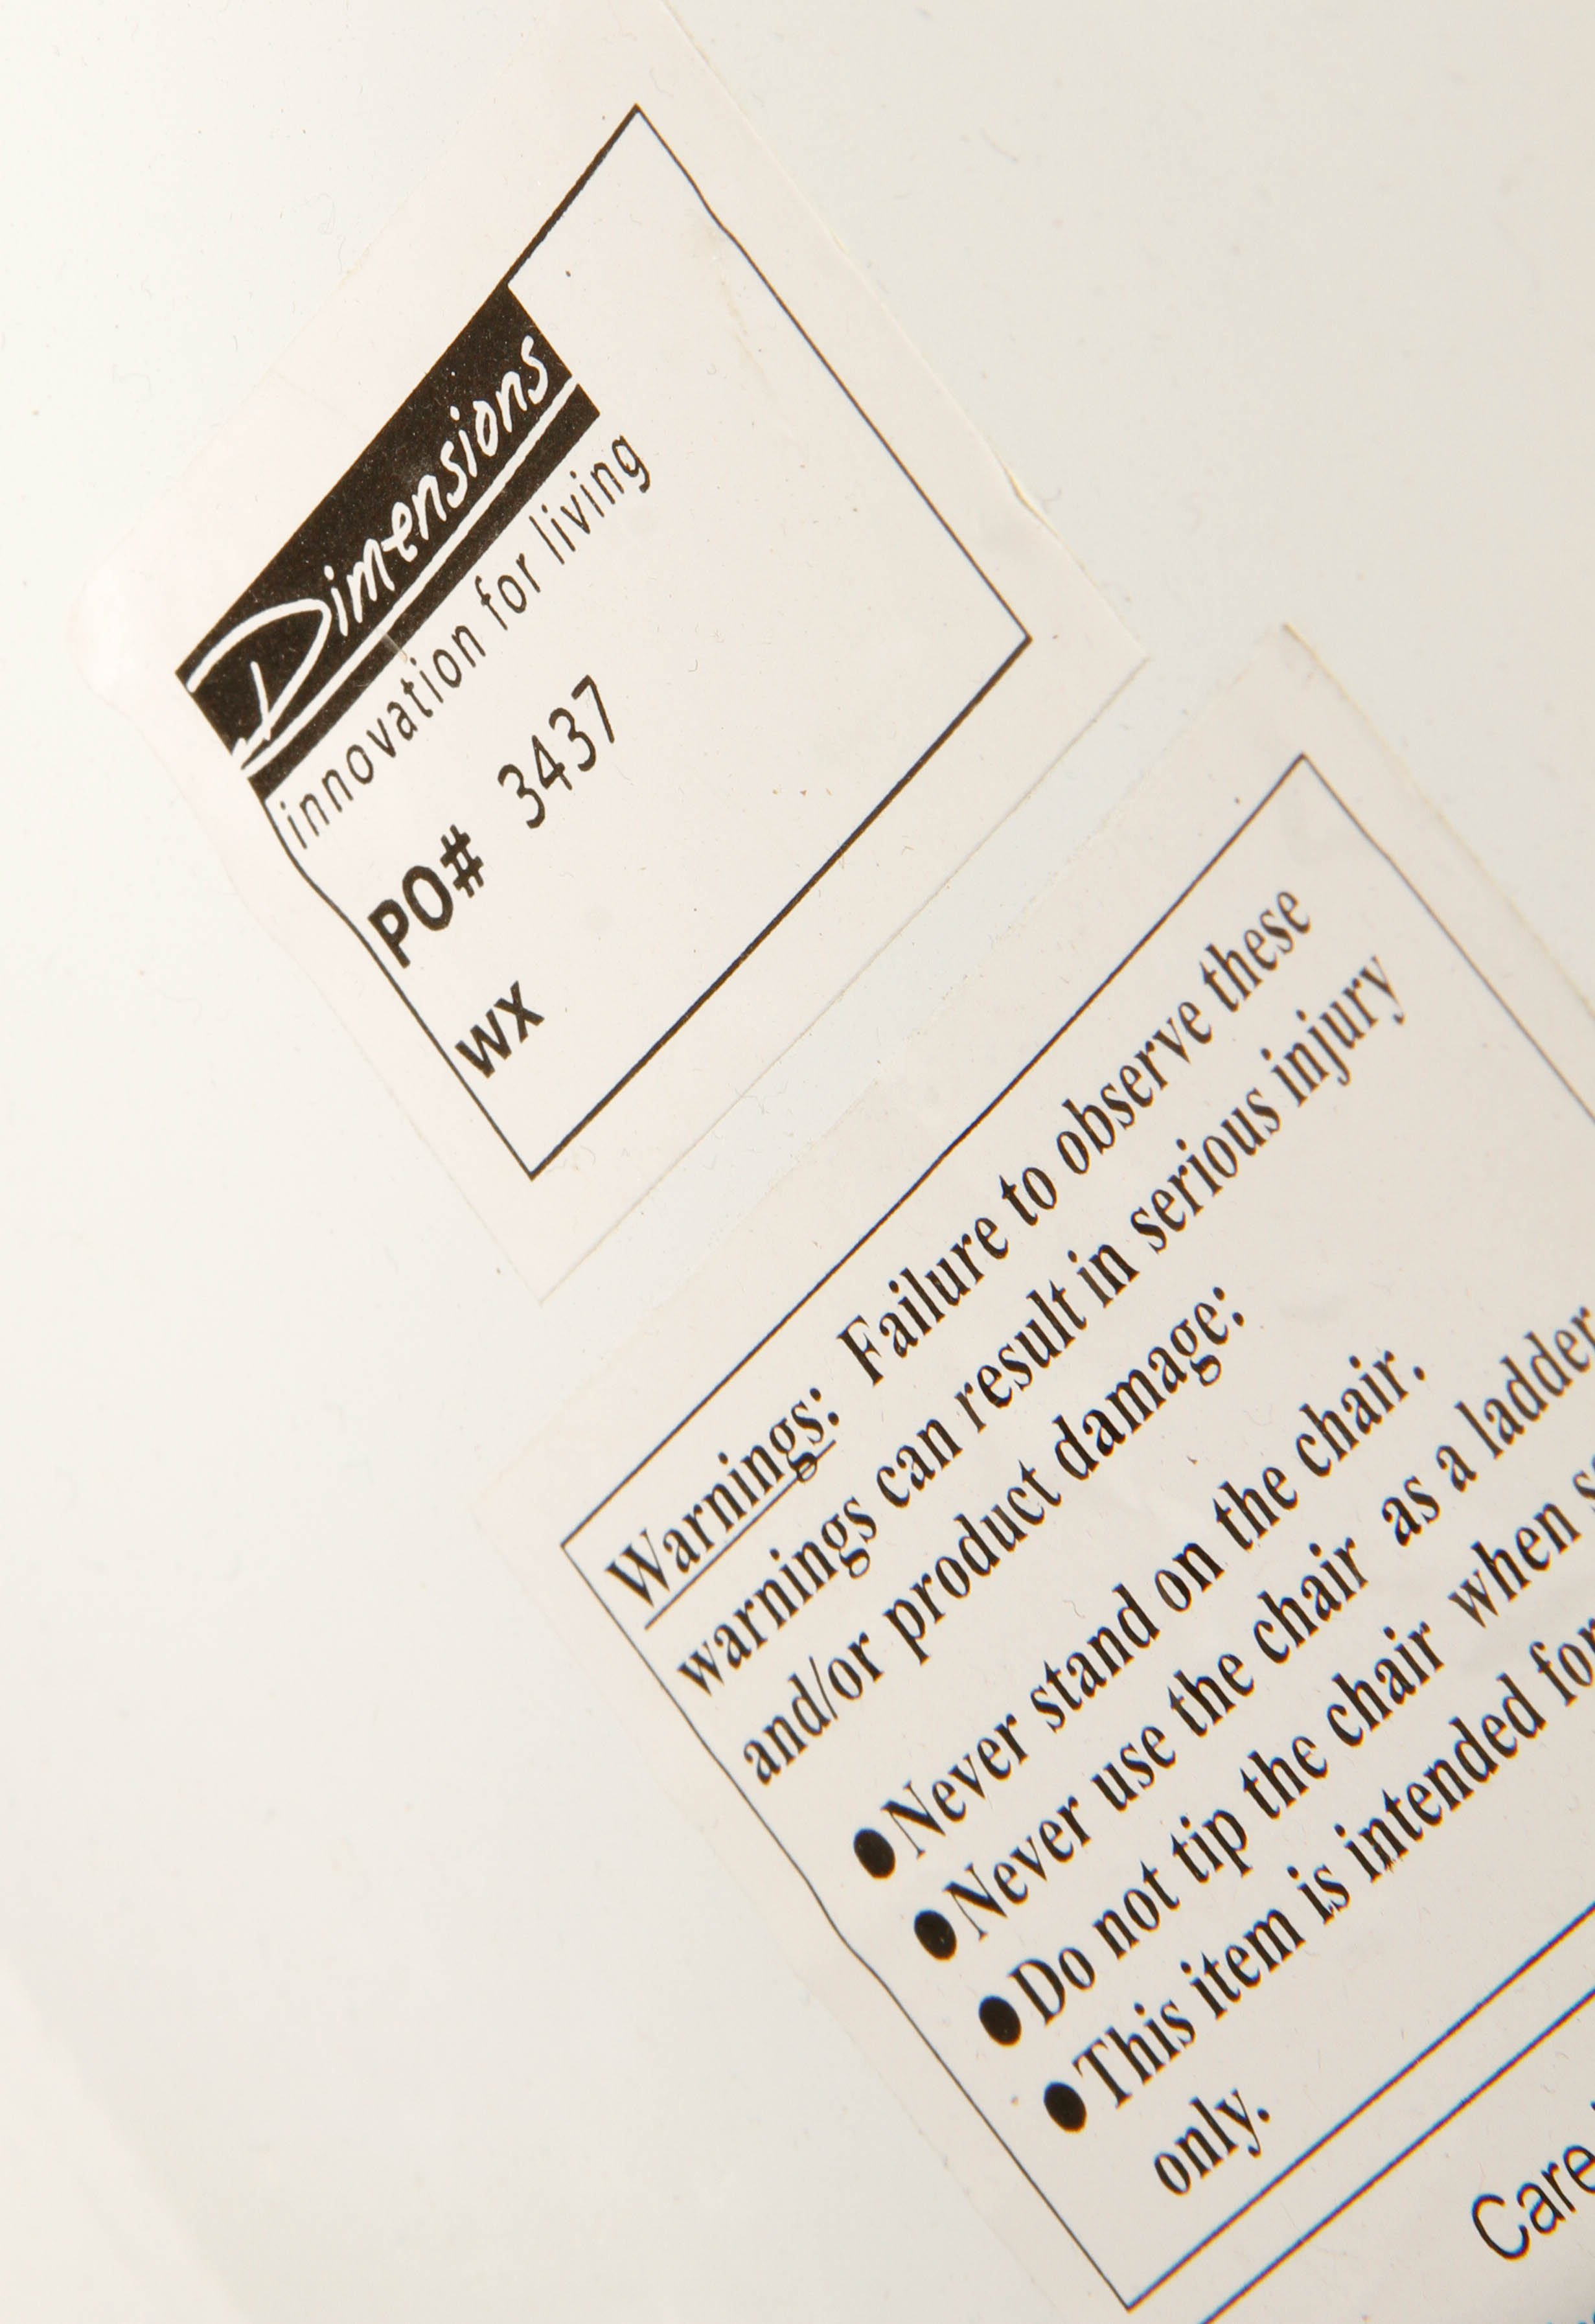 Dimensions
innovation for living
PO# 3437
WX
Warnings: Failure to observe these
warnings can result in serious injury
and/or product damage:
●Never stand on the chair.
●Never use the chair as a ladder
●Do not tip the chair when
●This item is intended for
only.
Care